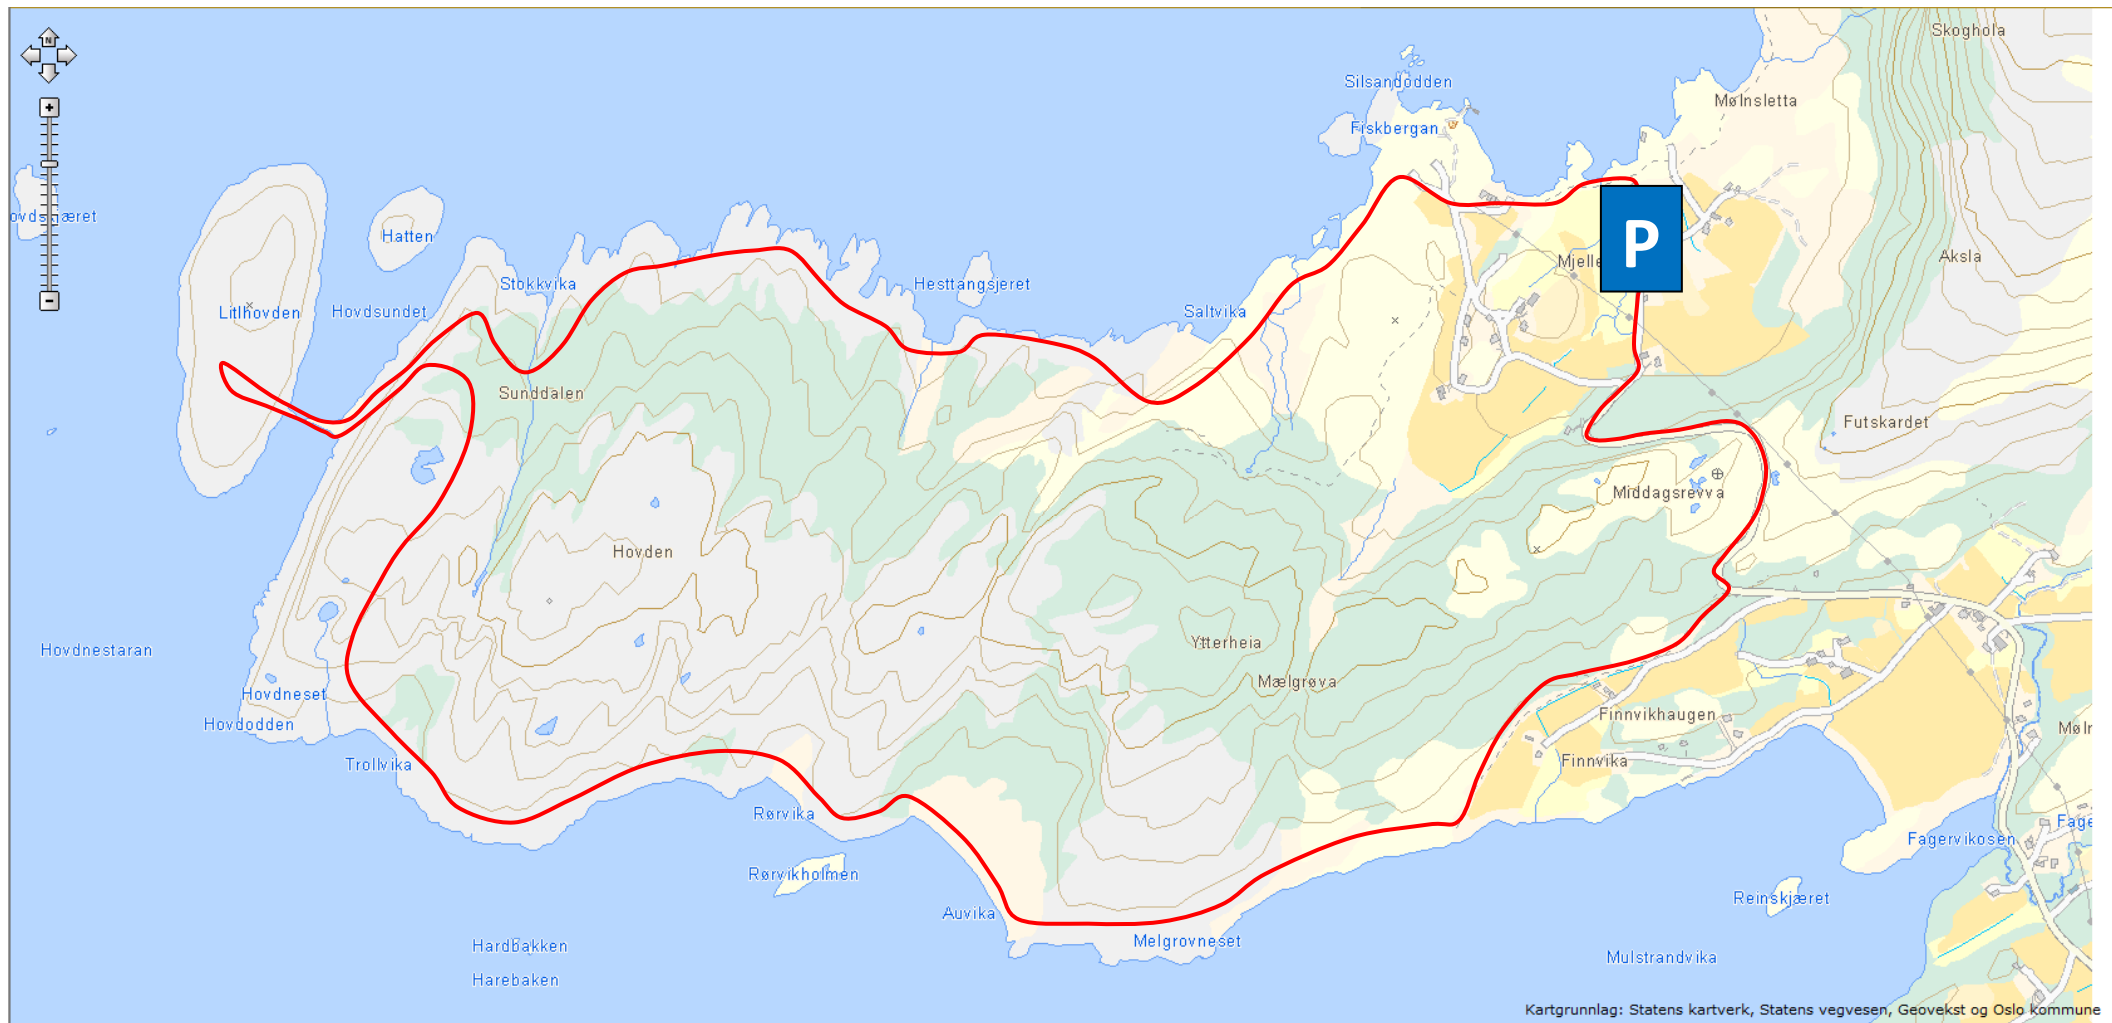 Skoghola
Silsandodden
Mølnsletta
Fiskbergan
N
Hatten
P
Aksla
Mjelle
Stokkvika
Hesttangsjeret
Litlhovden
Hovdsundet
Saltvika
Sunddalen
Futskardet
Middagsrevva
Hovden
Ytterheia
Hovdnestaran
Mælgrøva
Hovdneset
Hovdodden
Finnvikhaugen
Trollvika
Finnvika
Rørvika
Fagervikosen
Rørvikholmen
Reinskjæret
Auvika
Melgrovneset
Hardbakken
Mulstrandvika
Harebaken
Kartgrunnlag: Statens kartverk, Statens vegvesen, Geovekst og Oslo kommune